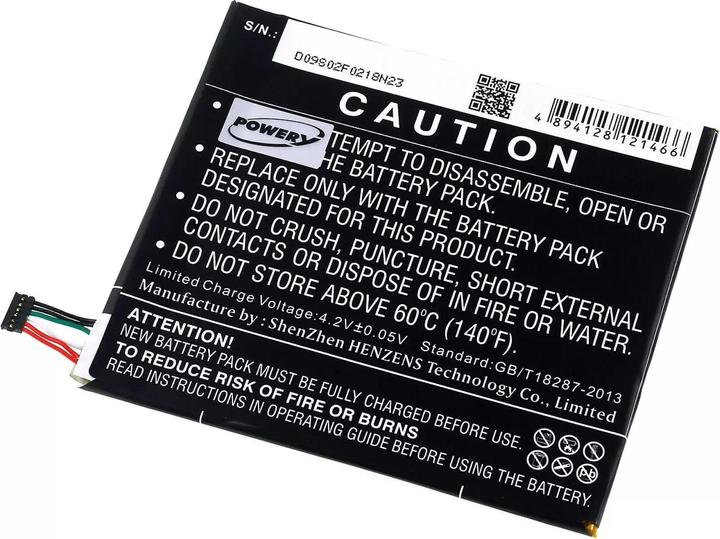 S/N.:
D09S02F0218N23
4 894128 121466
CAUTION
POWERY
TEMPT TO DISASSEMBLE, OPEN OR
THE BATTERY PACK.
• REPLACE ONLY WITH THE BATTERY PACK
DESIGNATED FOR THIS PRODUCT.
• DO NOT CRUSH, PUNCTURE, SHORT EXTERNAL
CONTACTS OR DISPOSE OF IN FIRE OR WATER.
• DO NOT STORE ABOVE 60°C (140°F).
Limited Charge Voltage:4.2V±0.05V Standard:GB/T18287-2013
Manufacture by : ShenZhen HENZENS Technology Co., Limited
ATTENTION!
NEW BATTERY PACK MUST BE FULLY CHARGED BEFORE USE.
TO REDUCE RISK OF FIRE OR BURNS
READ OPERATING GUIDE BEFORE USING THE BATTERY.